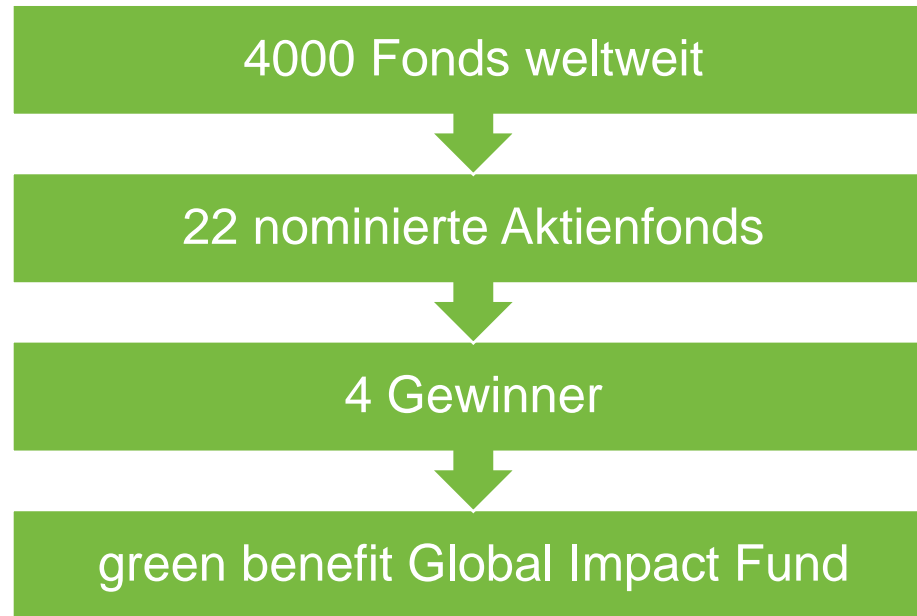 4000 Fonds weltweit
22 nominierte Aktienfonds
4 Gewinner
green benefit Global Impact Fund